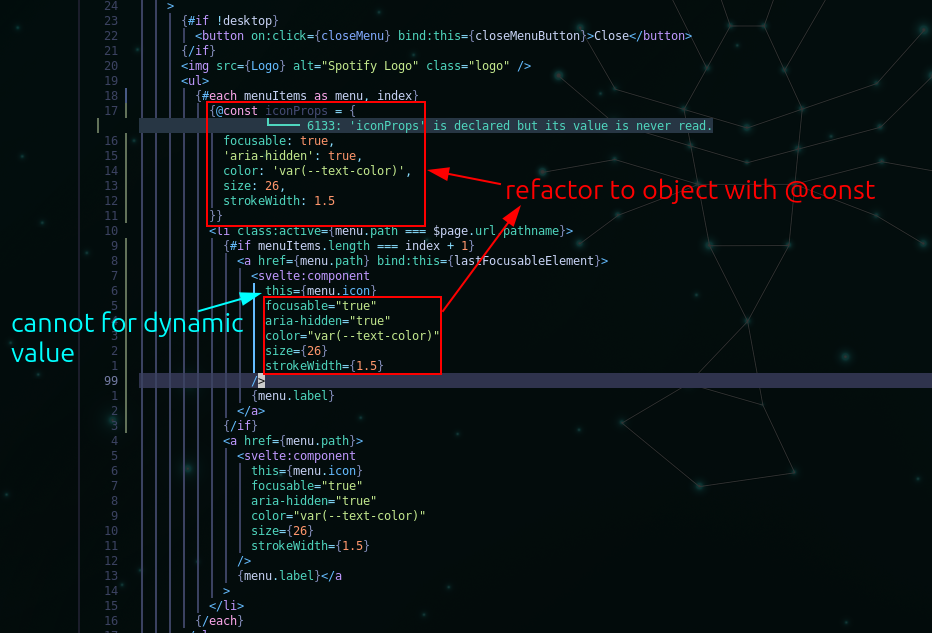 24 >
23 {#if !desktop}
22 <button on:click={closeMenu} bind:this={closeMenuButton}>Close</button>
21 {/if}
20 <img src={Logo} alt="Spotify Logo" class="logo" />
19 <ul>
18 {#each menuItems as menu, index}
17 {@const iconProps = {
6133: 'iconProps' is declared but its value is never read.
16 focusable: true,
15 'aria-hidden': true,
14 color: 'var(--text-color)',
13 size: 26,
12 strokeWidth: 1.5
11 }}
refactor to object with @const
10 <li class:active={menu.path === $page.url.pathname}>
9 {#if menuItems.length === index + 1}
8 <a href={menu.path} bind:this={lastFocusableElement}>
7 <svelte:component
6 this={menu.icon}
5 focusable="true"
cannot for dynamic
value
aria-hidden="true"
3 color="var(--text-color)"
2 size={26}
1 strokeWidth={1.5}
99 />
1 {menu.label}
2 </a>
3 {/if}
4 <a href={menu.path}>
5 <svelte:component
6 this={menu.icon}
7 focusable="true"
8 aria-hidden="true"
9 color="var(--text-color)"
10 size={26}
11 strokeWidth={1.5}
12 />
13 {menu.label}</a
14 >
15 </li>
16 {/each}